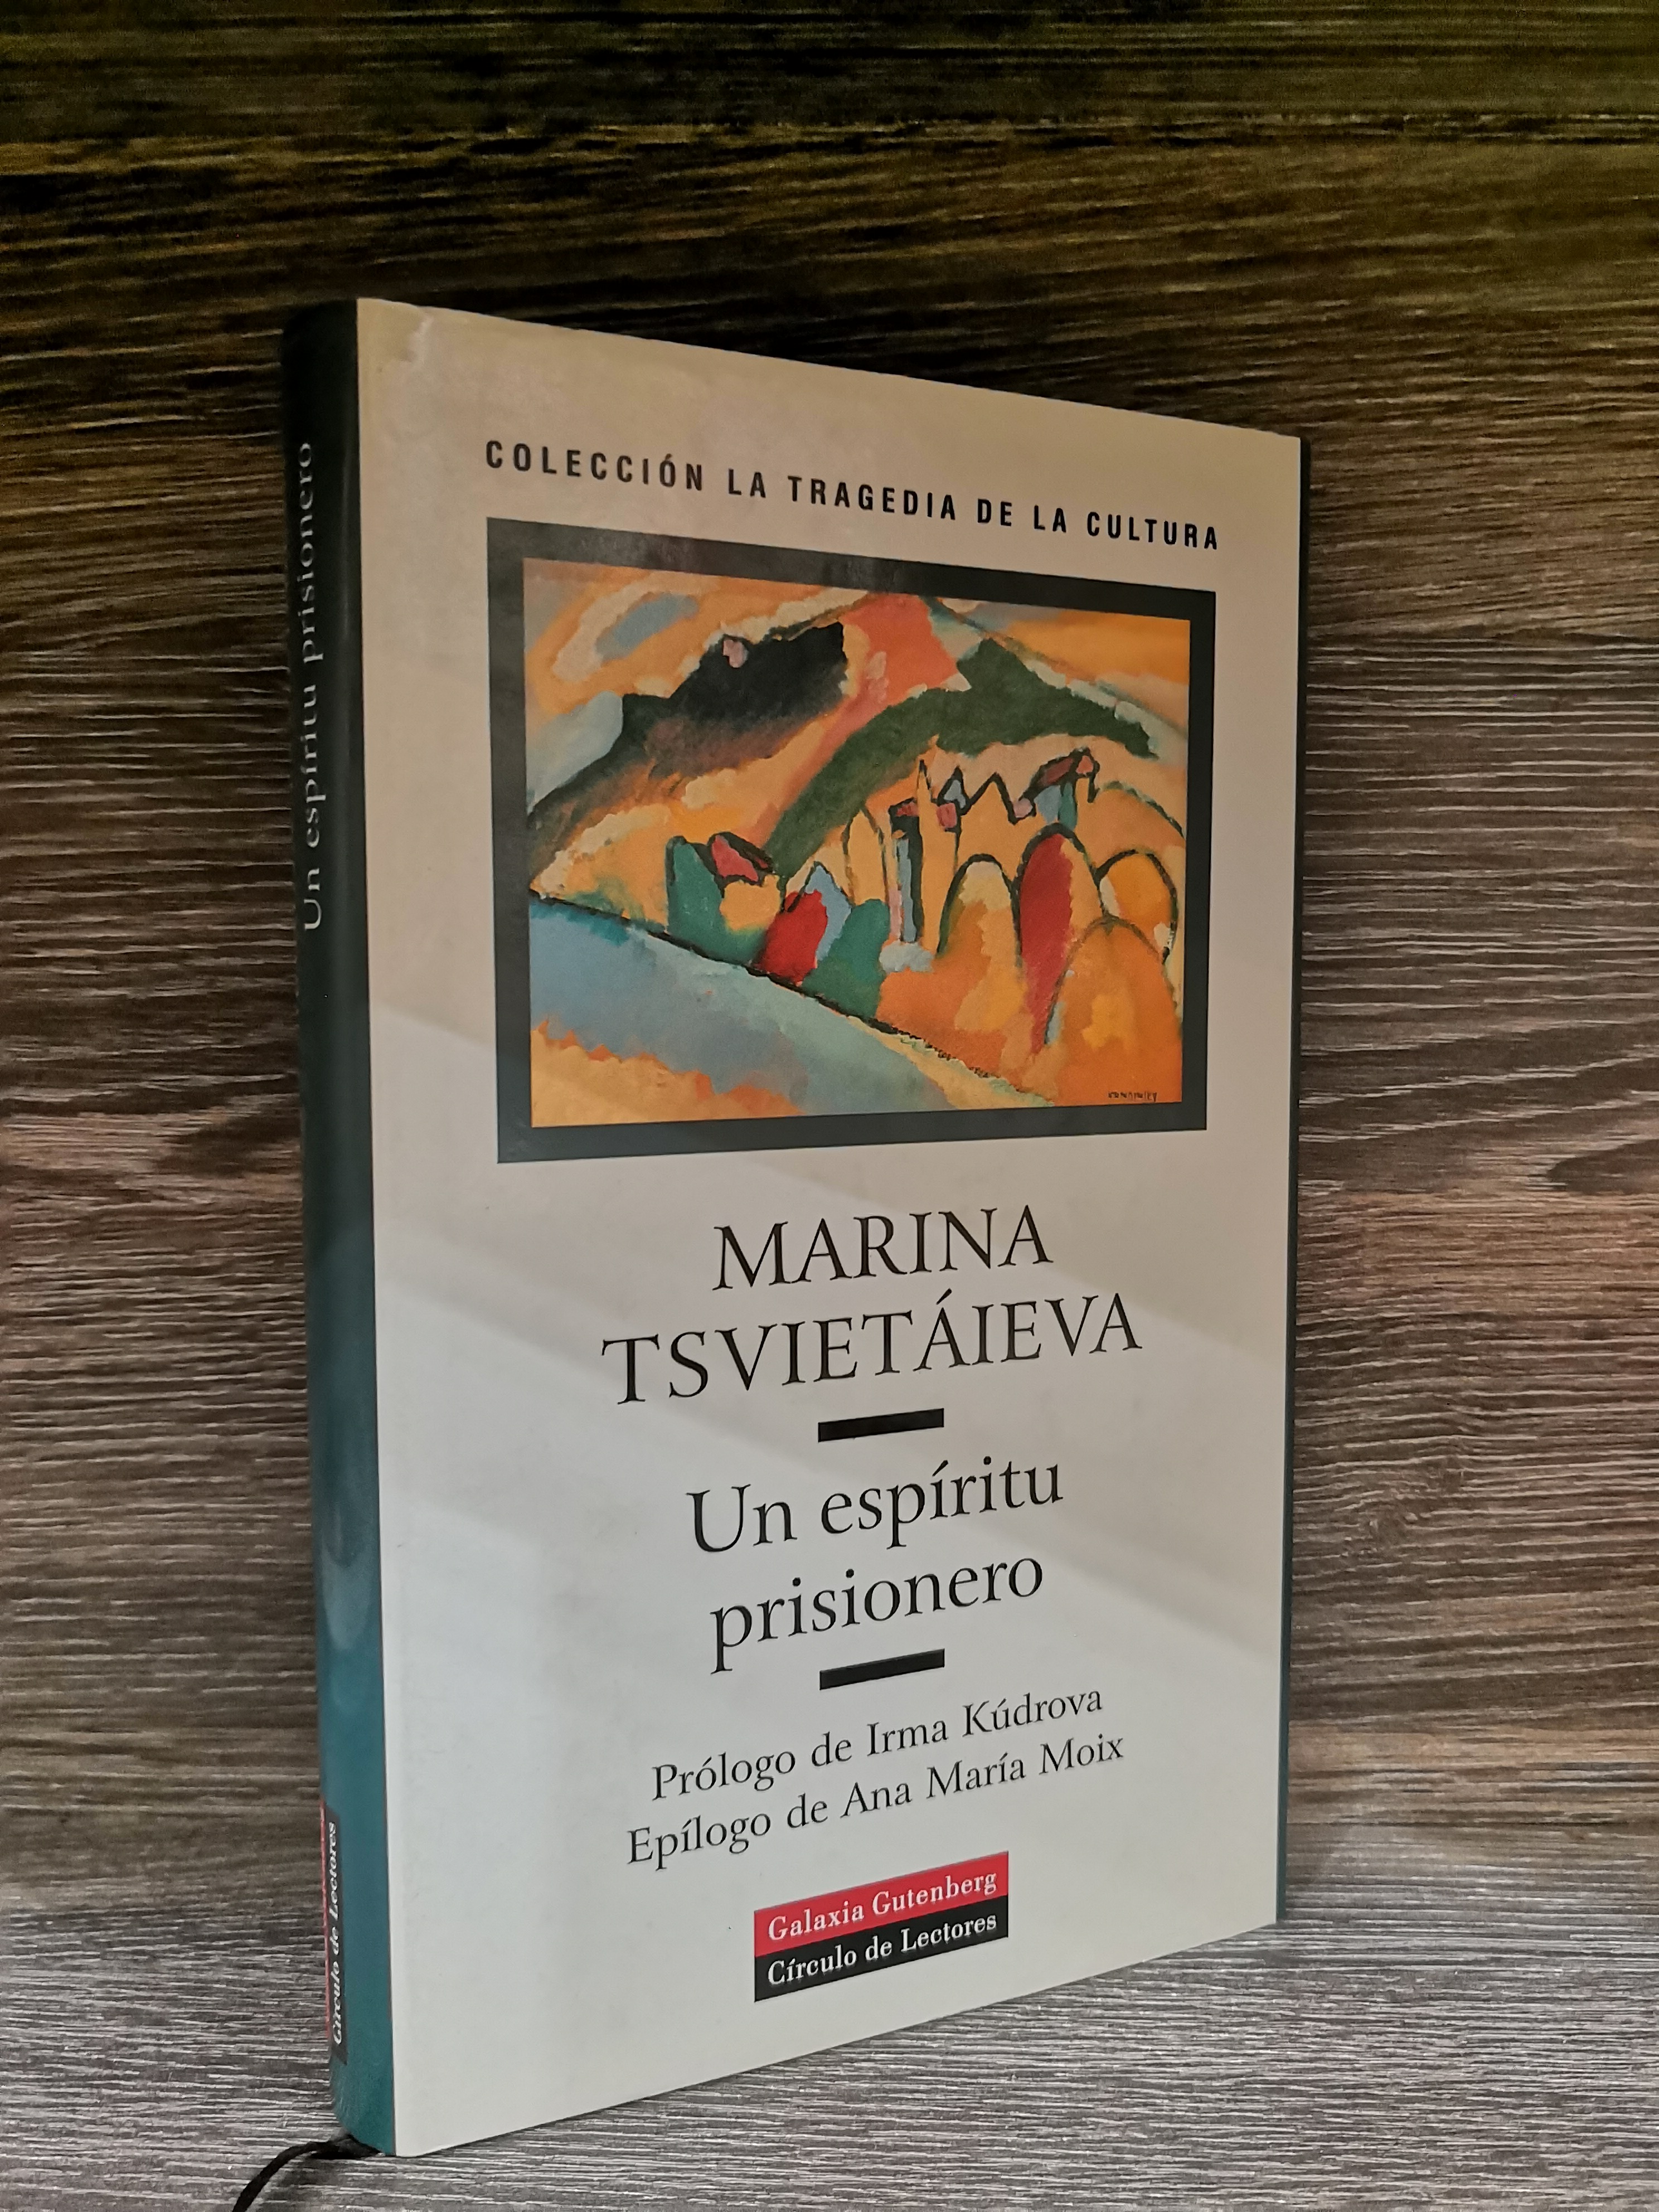 COLECCIÓN LA TRAGEDIA DE LA CULTURA
KANDINSKY
MARINA
TSVIETÁIEVA
Un espíritu
prisionero
Prólogo de Irma Kúdrova
Epílogo de Ana María Moix
Galaxia Gutenberg
Círculo de Lectores
Un espíritu prisionero
Círculo de Lectores